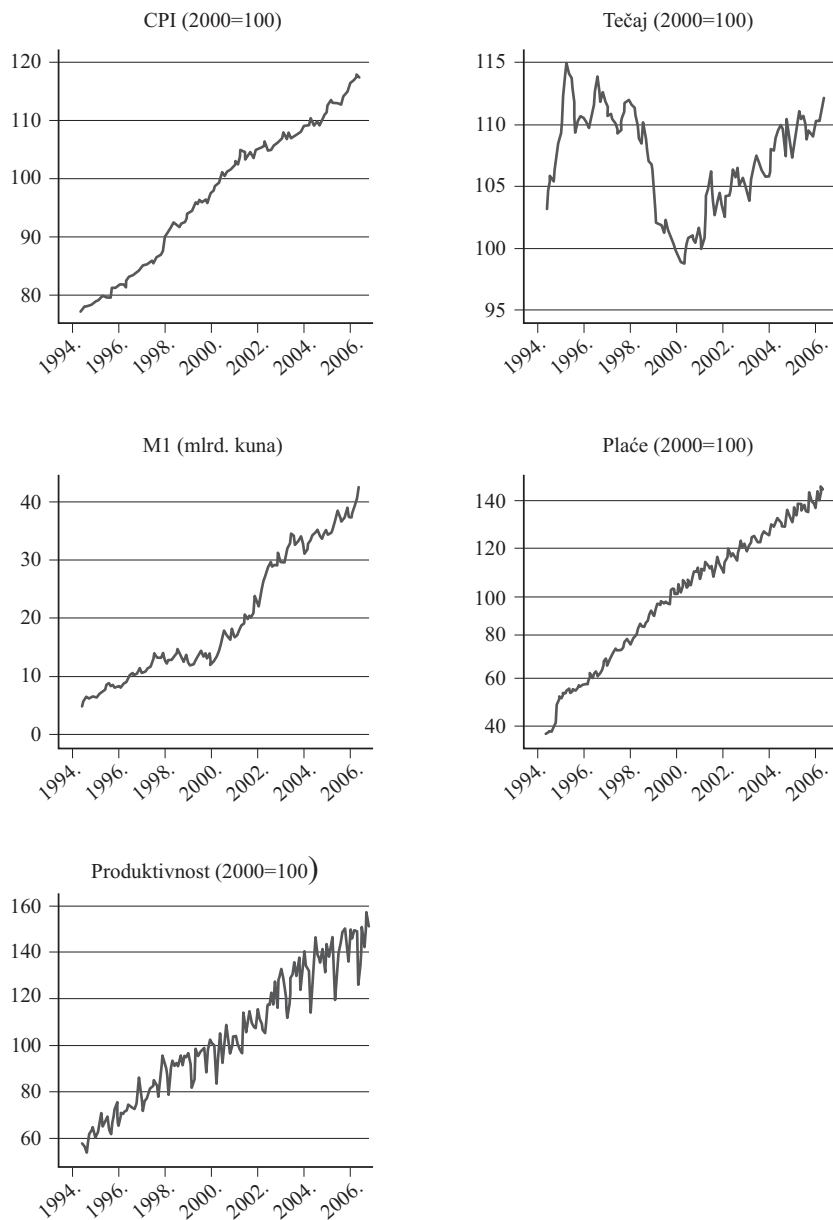 CPI (2000=100)
120
110
100
90
80
1994. 1996. 1998. 2000. 2002. 2004. 2006.
Tečaj (2000=100)
115
110
105
100
95
1994. 1996. 1998. 2000. 2002. 2004. 2006.
M1 (mlrd. kuna)
40
30
20
10
0
1994. 1996. 1998. 2000. 2002. 2004. 2006.
Plaće (2000=100)
140
120
100
80
60
40
1994. 1996. 1998. 2000. 2002. 2004. 2006.
Produktivnost (2000=100)
160
140
120
100
80
60
1994. 1996. 1998. 2000. 2002. 2004. 2006.